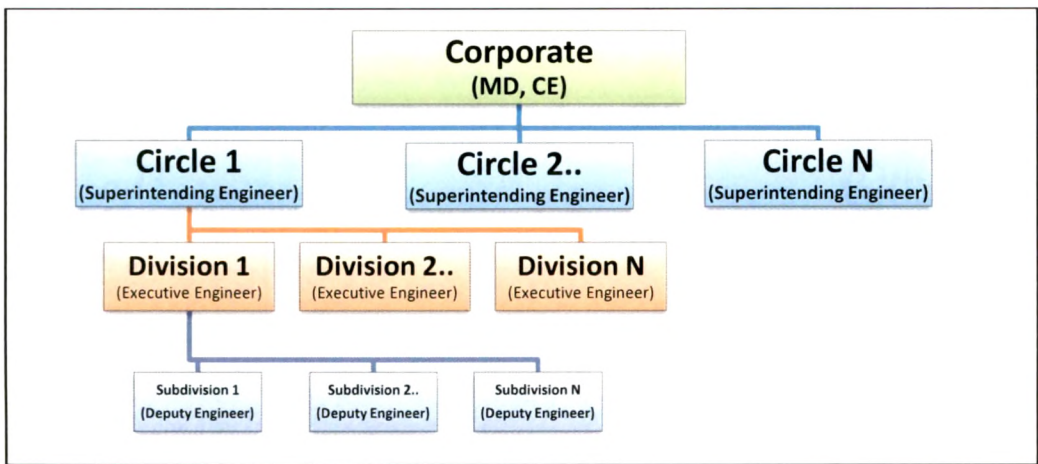 Corporate
(MD, CE)
Circle 1
(Superintending Engineer)
Circle 2..
(Superintending Engineer)
Circle N
(Superintending Engineer)
Division 1
(Executive Engineer)
Division 2..
(Executive Engineer)
Division N
(Executive Engineer)
Subdivision 1
(Deputy Engineer)
Subdivision 2..
(Deputy Engineer)
Subdivision N
(Deputy Engineer)